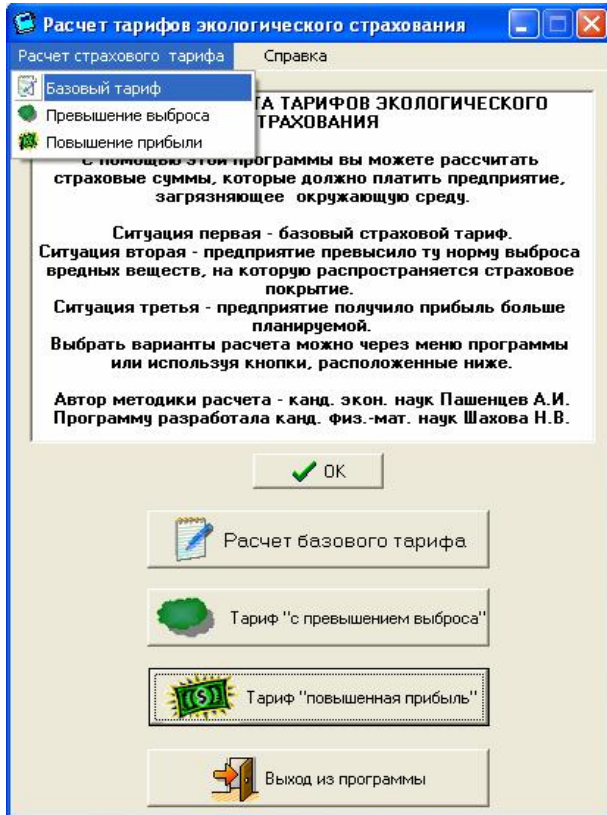 Расчет тарифов экологического страхования
Расчет страхового тарифа Справка
Базовый тариф
Превышение выброса
Повышение прибыли
ТА ТАРИФОВ ЭКОЛОГИЧЕСКОГО
ТРАХОВАНИЯ
С помощью этой программы вы можете рассчитать
страховые суммы, которые должно платить предприятие,
загрязняющее окружающую среду.
Ситуация первая - базовый страховой тариф.
Ситуация вторая - предприятие превысило ту норму выброса
вредных веществ, на которую распространяется страховое
покрытие.
Ситуация третья - предприятие получило прибыль больше
планируемой.
Выбрать варианты расчета можно через меню программы
или используя кнопки, расположенные ниже.
Автор методики расчета - канд. экон. наук Пашенцев А.И.
Программу разработала канд. физ.-мат. наук Шахова Н.В.
OK
Расчет базового тарифа
Тариф "с превышением выброса"
Тариф "повышенная прибыль"
Выход из программы